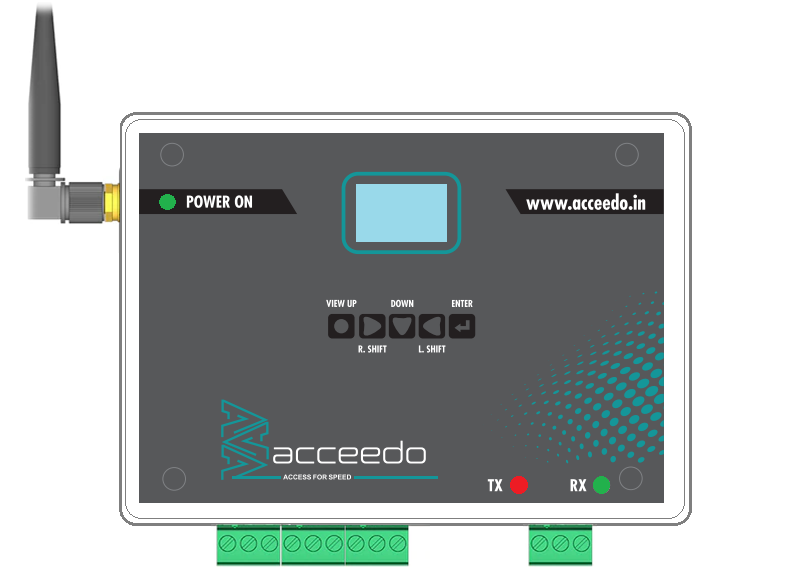 POWER ON
www.acceedo.in
VIEW UP
DOWN
ENTER
R. SHIFT
L. SHIFT
acceedo
ACCESS FOR SPEED
TX
RX